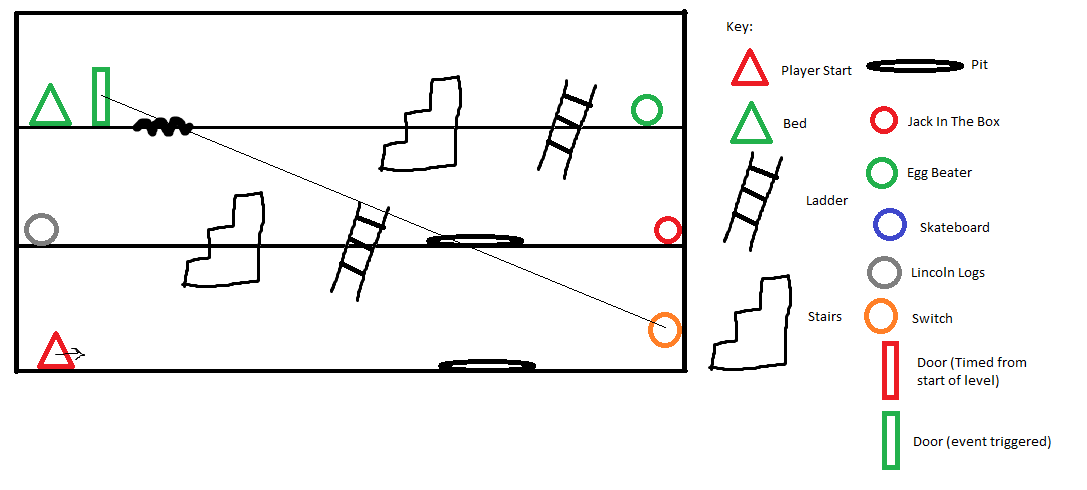 Key:
Player Start
Pit
Bed
Jack In The Box
Egg Beater
Ladder
Skateboard
Lincoln Logs
Stairs
Switch
Door (Timed from
start of level)
Door (event triggered)